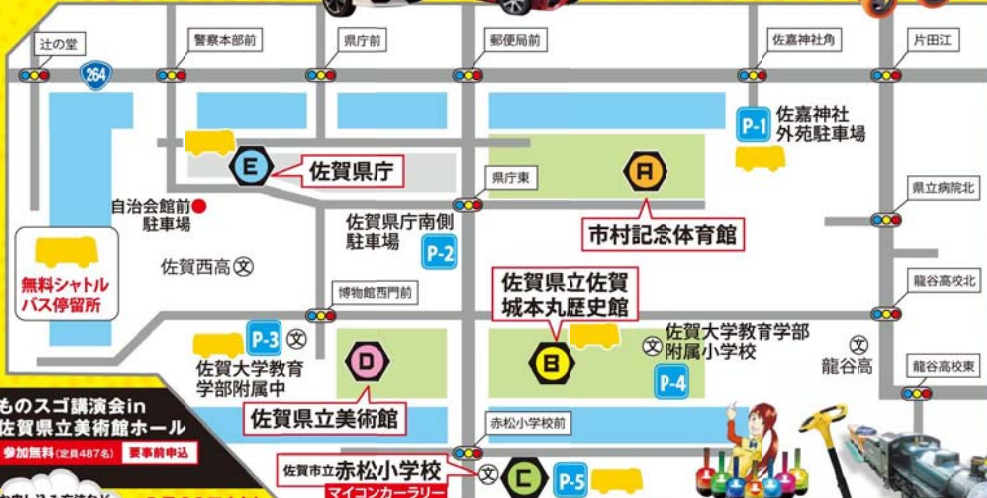 辻の堂
警察本部前
県庁前
郵便局前
佐嘉神社角
片田江
264
P-1
佐嘉神社
外苑駐車場
E
佐賀県庁
A
県庁東
県立病院北
自治会館前
駐車場
佐賀県庁南側
駐車場
P-2
市村記念体育館
無料シャトル
バス停留所
佐賀西高 文
博物館西門前
佐賀県立佐賀
城本丸歴史館
龍谷高校北
P-3 文
佐賀大学教育
学部附属中
D
B
文 佐賀大学教育学部
附属小学校
P-4
文
龍谷高
龍谷高校東
佐賀県立美術館
ものスゴ講演会in
佐賀県立美術館ホール
参加無料(定員487名) 要事前申込
赤松小学校前
佐賀市立赤松小学校
マイコンカーラリー
文
C
P-5